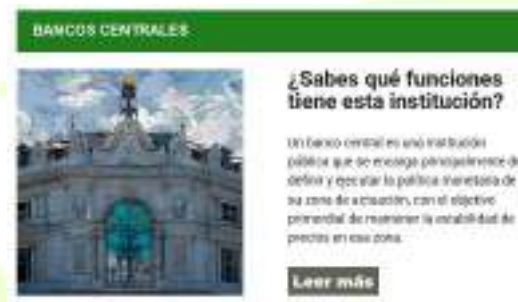 BANCOS CENTRALES
¿Sabes qué funciones
tiene esta institución?
Un banco central es una institución
pública que se encarga principalmente de
definir y ejecutar la política monetaria de
su zona de actuación, con el objetivo
primordial de mantener la estabilidad de
precios en esa zona.
Leer más